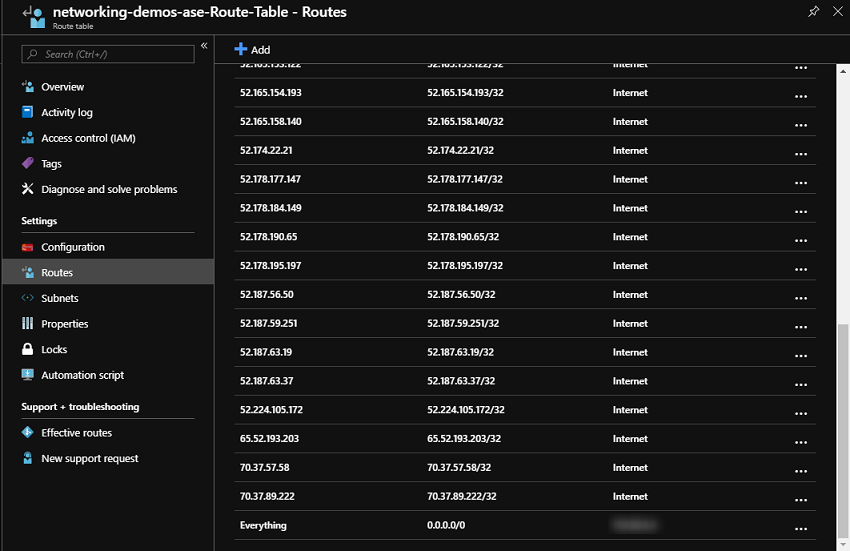 networking-demos-ase-Route-Table - Routes
Route table
Search (Ctrl+/)
«
Overview
Activity log
Access control (IAM)
Tags
Diagnose and solve problems
Settings
Configuration
Routes
Subnets
Properties
Locks
Automation script
Support + troubleshooting
Effective routes
New support request
Add
52.165.153.122 52.165.153.122/32 Internet ...
52.165.154.193 52.165.154.193/32 Internet ...
52.165.158.140 52.165.158.140/32 Internet ...
52.174.22.21 52.174.22.21/32 Internet ...
52.178.177.147 52.178.177.147/32 Internet ...
52.178.184.149 52.178.184.149/32 Internet ...
52.178.190.65 52.178.190.65/32 Internet ...
52.178.195.197 52.178.195.197/32 Internet ...
52.187.56.50 52.187.56.50/32 Internet ...
52.187.59.251 52.187.59.251/32 Internet ...
52.187.63.19 52.187.63.19/32 Internet ...
52.187.63.37 52.187.63.37/32 Internet ...
52.224.105.172 52.224.105.172/32 Internet ...
65.52.193.203 65.52.193.203/32 Internet ...
70.37.57.58 70.37.57.58/32 Internet ...
70.37.89.222 70.37.89.222/32 Internet ...
Everything 0.0.0.0/0 ...